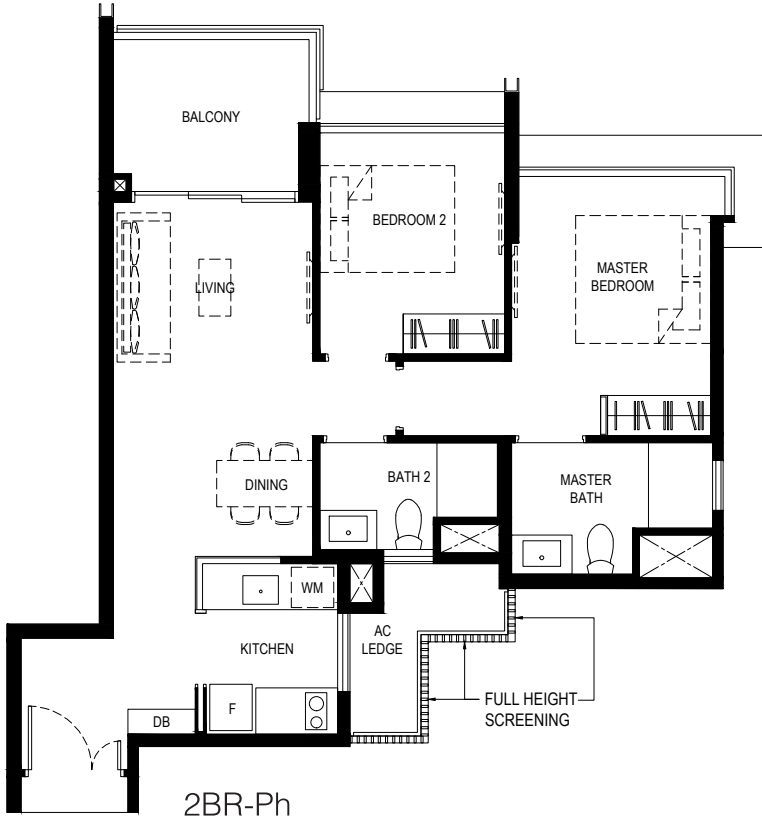 BALCONY
BEDROOM 2
LIVING
MASTER
BEDROOM
DINING
BATH 2
MASTER
BATH
WM
AC
LEDGE
KITCHEN
F
DB
FULL HEIGHT
SCREENING
2BR-Ph